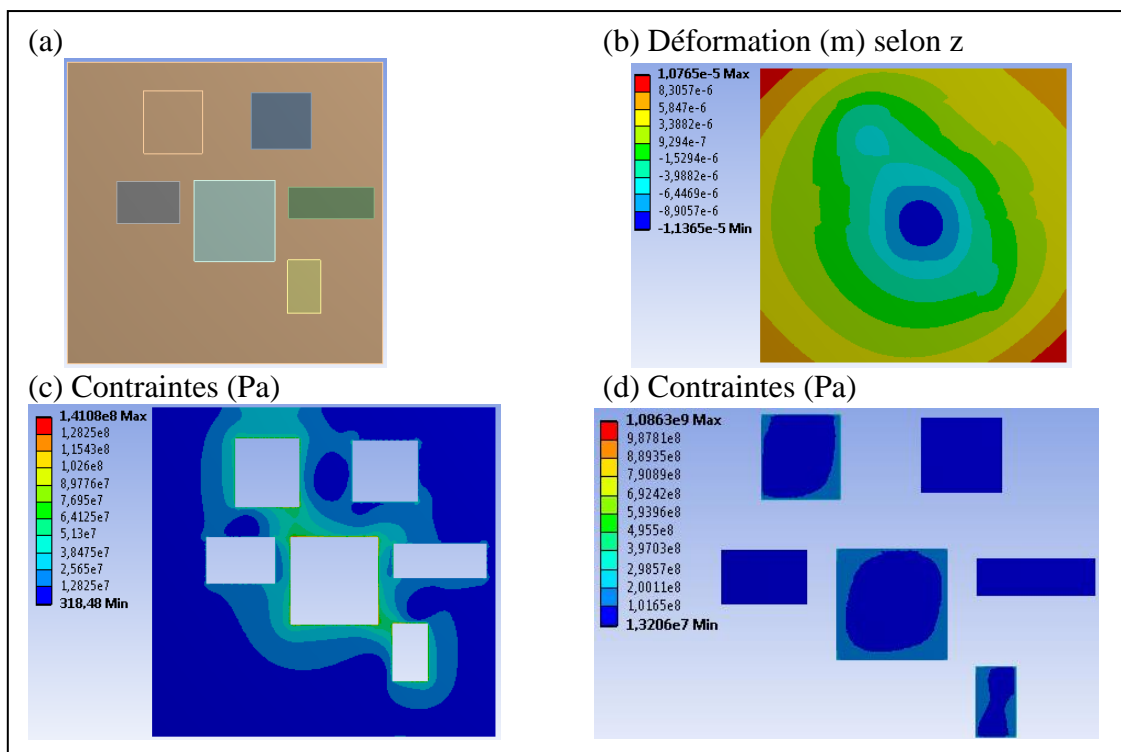 (a)
(b) Déformation (m) selon z
1,0765e-5 Max
8,3057e-6
5,847e-6
3,3882e-6
9,294e-7
-1,5294e-6
-3,9882e-6
-6,4469e-6
-8,9057e-6
-1,1365e-5 Min
(c) Contraintes (Pa)
1,4108e8 Max
1,2825e8
1,1543e8
1,026e8
8,9776e7
7,695e7
6,4125e7
5,13e7
3,8475e7
2,565e7
1,2825e7
318,48 Min
(d) Contraintes (Pa)
1,0863e9 Max
9,8781e8
8,8935e8
7,9089e8
6,9242e8
5,9396e8
4,955e8
3,9703e8
2,9857e8
2,0011e8
1,0165e8
1,3206e7 Min